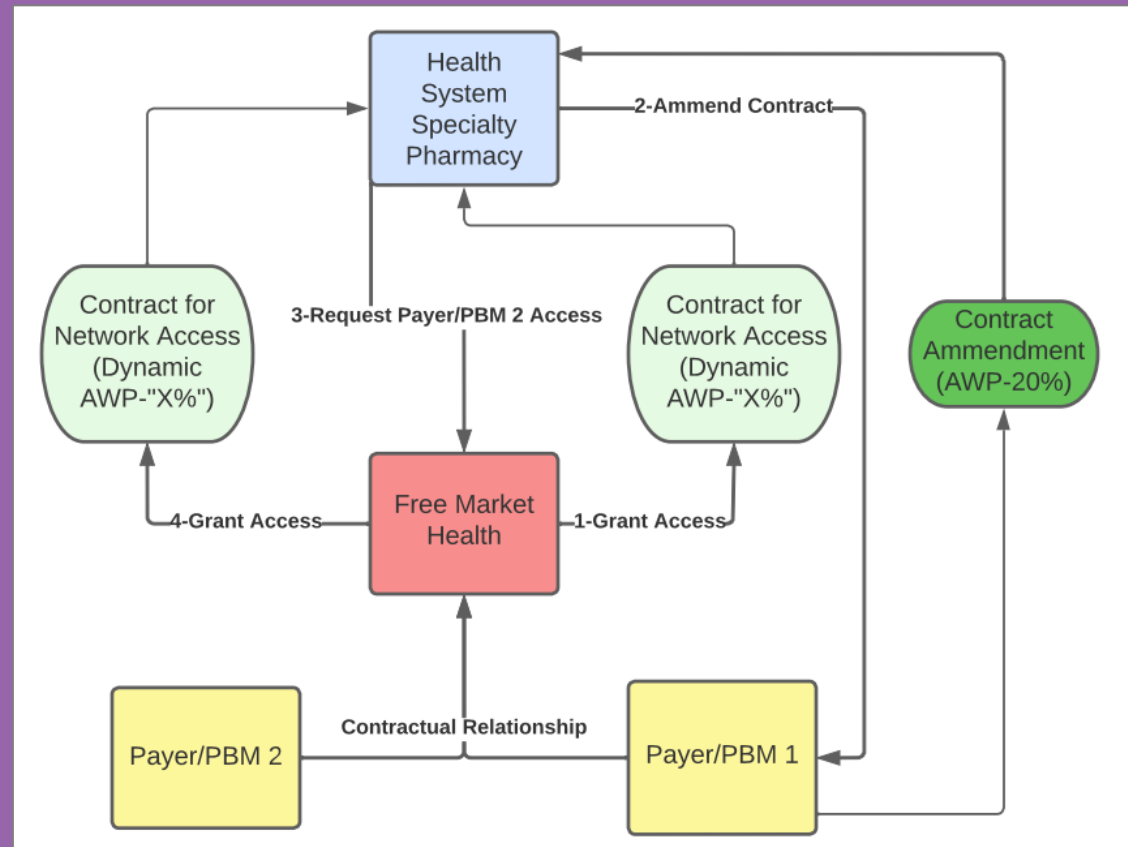 Health
System
Specialty
Pharmacy
2-Ammend Contract
Contract for
Network Access
(Dynamic
AWP-"X%")
3-Request Payer/PBM 2 Access
Contract for
Network Access
(Dynamic
AWP-"X%")
Contract
Ammendment
(AWP-20%)
4-Grant Access
Free Market
Health
1-Grant Access
Contractual Relationship
Payer/PBM 2
Payer/PBM 1